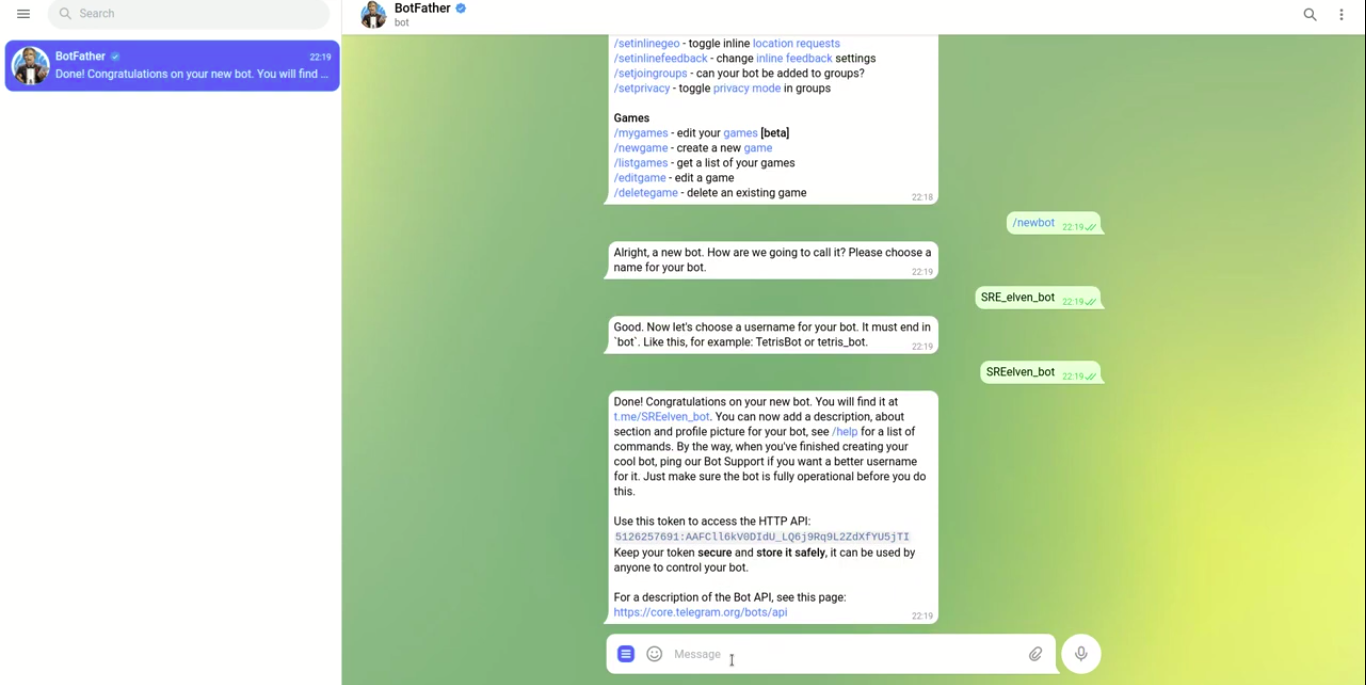 Search
BotFather
bot
BotFather
22:19
Done! Congratulations on your new bot. You will find ...
/setinlinegeo - toggle inline location requests
/setinlinefeedback - change inline feedback settings
/setjoingroups - can your bot be added to groups?
/setprivacy - toggle privacy mode in groups
Games
/mygames - edit your games [beta]
/newgame - create a new game
/listgames - get a list of your games
/editgame - edit a game
/deletegame - delete an existing game
22:18
/newbot
22:19
Alright, a new bot. How are we going to call it? Please choose a
name for your bot.
22:19
SRE_elven_bot
22:19
Good. Now let's choose a username for your bot. It must end in
`bot`. Like this, for example: TetrisBot or tetris_bot.
22:19
SREelven_bot
22:19
Done! Congratulations on your new bot. You will find it at
t.me/SREelven_bot. You can now add a description, about
section and profile picture for your bot, see /help for a list of
commands. By the way, when you've finished creating your
cool bot, ping our Bot Support if you want a better username
for it. Just make sure the bot is fully operational before you do
this.
Use this token to access the HTTP API:
5126257691:AAFCll6kV0DIdU_LQ6j9Rq9L2ZdXfYU5jTI
Keep your token secure and store it safely, it can be used by
anyone to control your bot.
For a description of the Bot API, see this page:
https://core.telegram.org/bots/api
22:19
Message